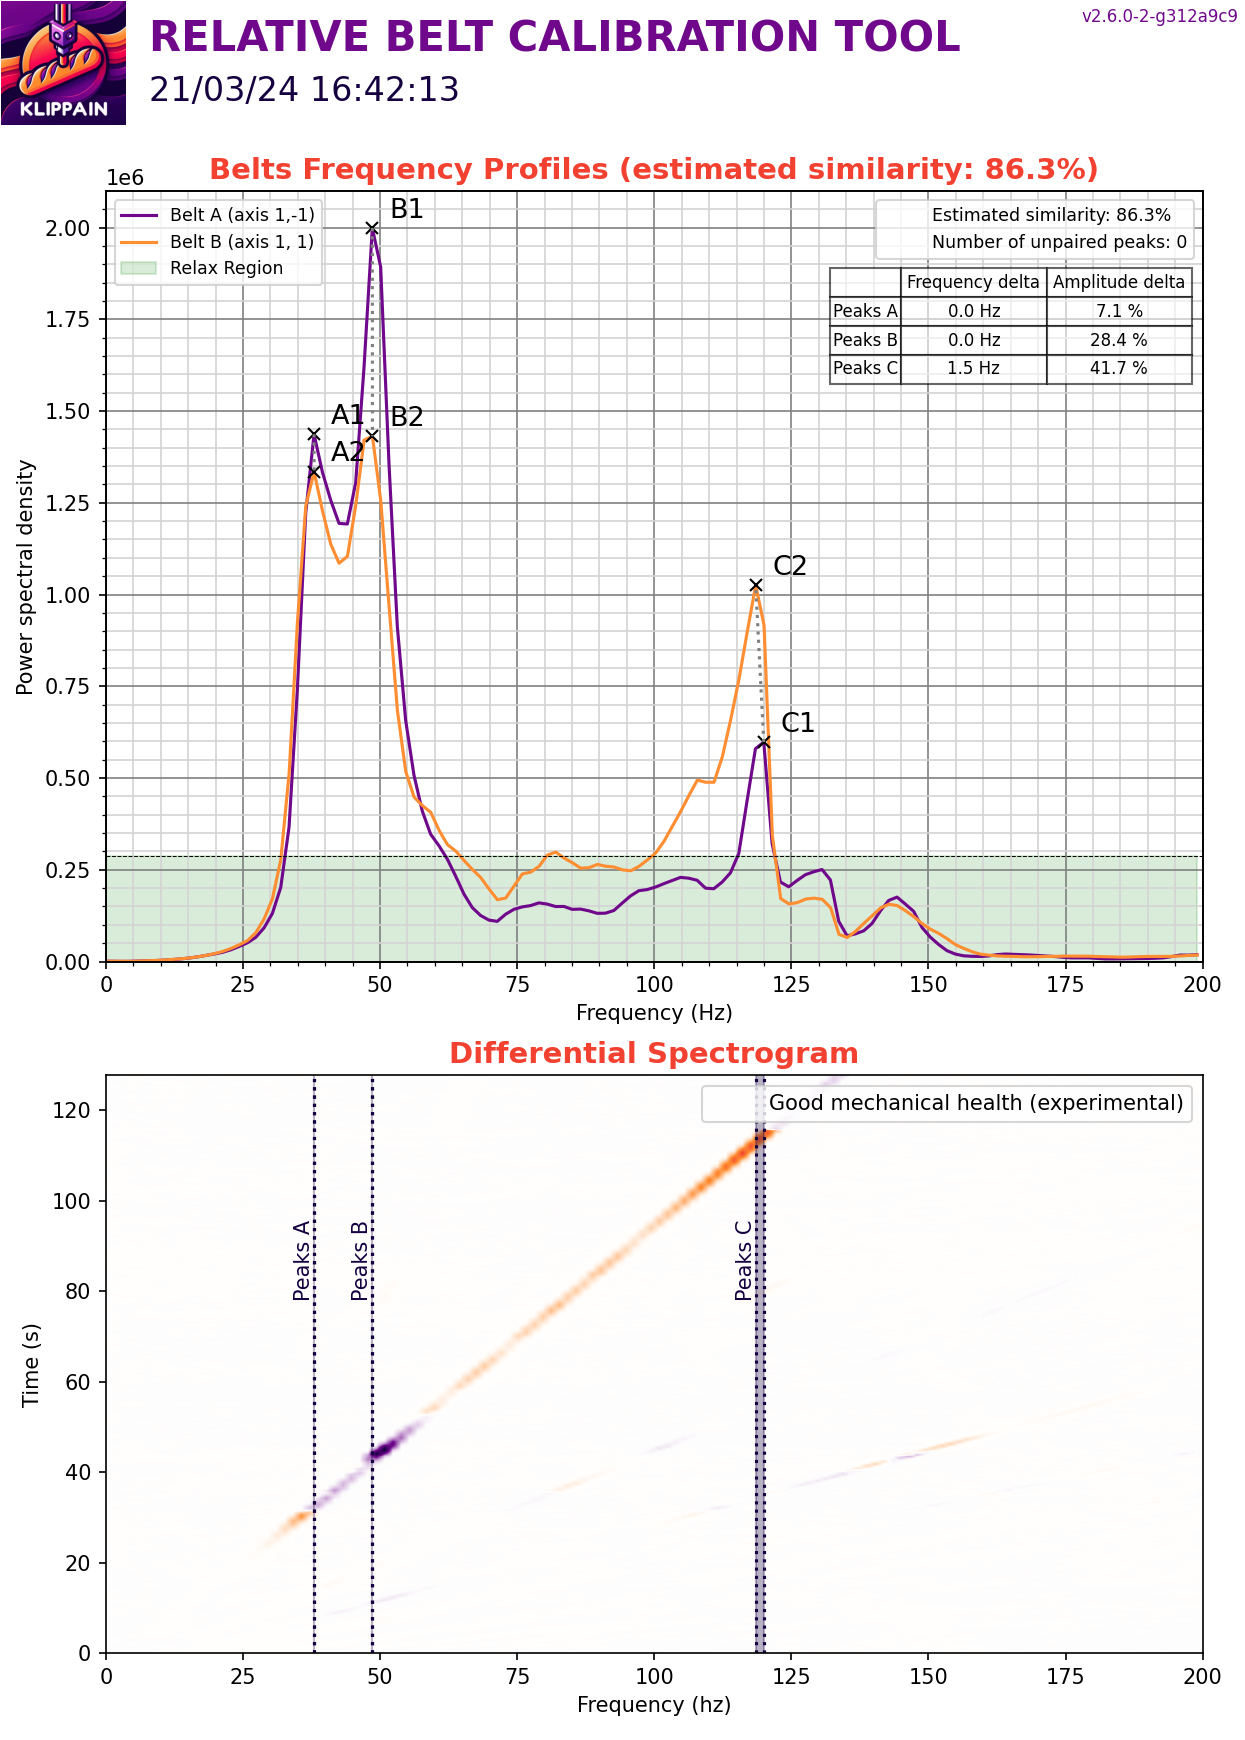 RELATIVE BELT CALIBRATION TOOL
v2.6.0-2-g312a9c9
21/03/24 16:42:13
KLIPPAIN
Belts Frequency Profiles (estimated similarity: 86.3%)
1e6
Belt A (axis 1,-1)
Belt B (axis 1, 1)
Relax Region
Estimated similarity: 86.3%
Number of unpaired peaks: 0
Frequency delta Amplitude delta
Peaks A 0.0 Hz 7.1 %
Peaks B 0.0 Hz 28.4 %
Peaks C 1.5 Hz 41.7 %
B1
A1
B2
A2
C2
C1
Power spectral density
2.00
1.75
1.50
1.25
1.00
0.75
0.50
0.25
0.00
0 25 50 75 100 125 150 175 200
Frequency (Hz)
Differential Spectrogram
Good mechanical health (experimental)
Peaks A
Peaks B
Peaks C
Time (s)
120
100
80
60
40
20
0
0 25 50 75 100 125 150 175 200
Frequency (hz)